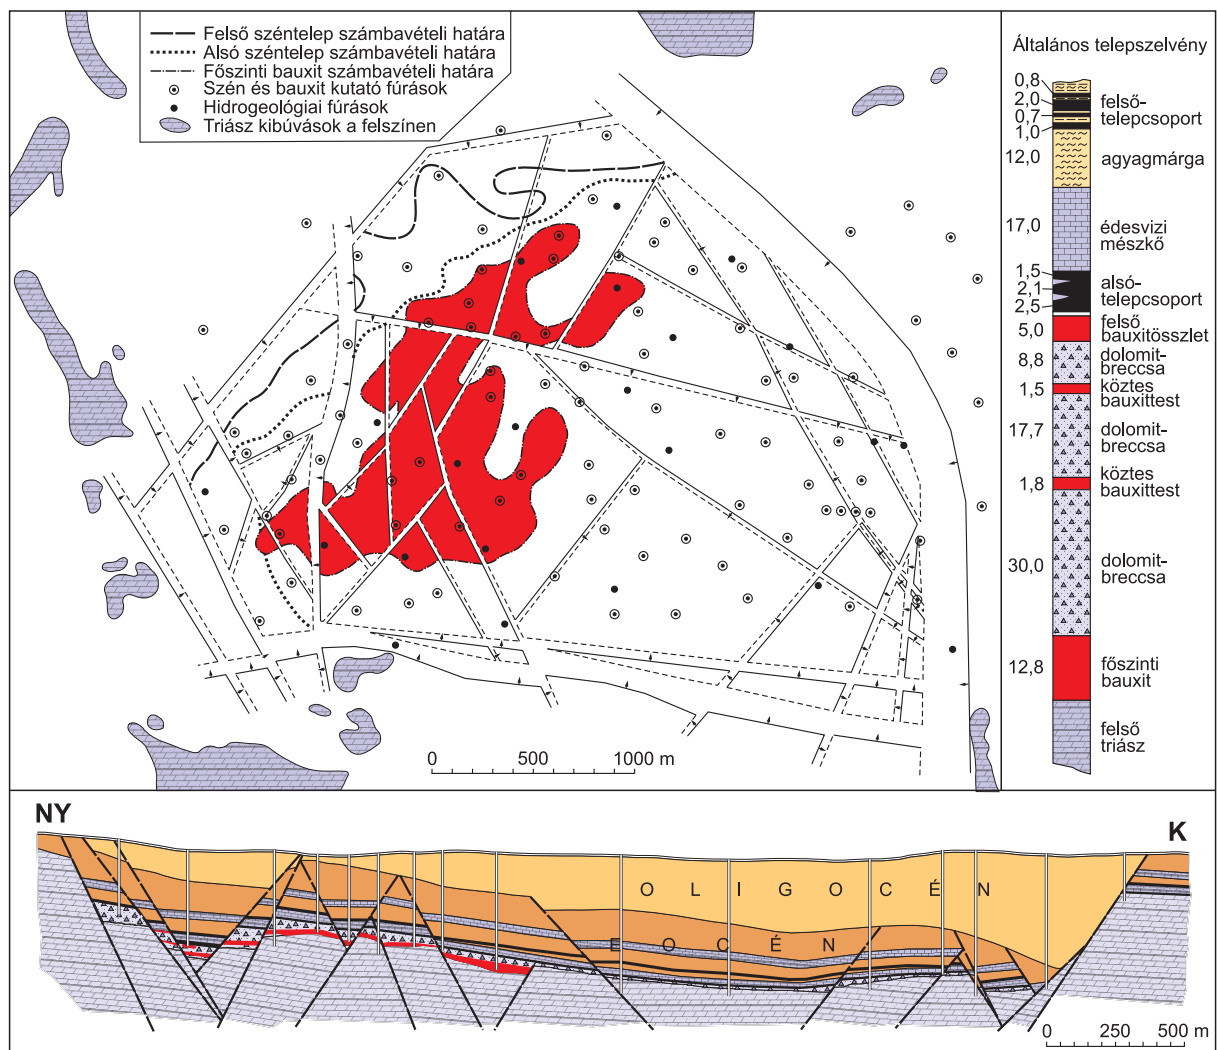 Felső széntelep számbavételi határa
Alsó széntelep számbavételi határa
Főszinti bauxit számbavételi határa
Szén és bauxit kutató fúrások
Hidrogeológiai fúrások
Triász kibúvások a felszínen
0 500 1000 m
Általános telepszelvény
0,8
2,0
0,7
1,0
felső-
telepcsoport
12,0
agyagmárga
17,0
édesvizi
mészkő
1,5
2,1
2,5
alsó-
telepcsoport
5,0
felső
bauxitösszlet
8,8
dolomit-
breccsa
1,5
köztes
bauxittest
17,7
dolomit-
breccsa
1,8
köztes
bauxittest
30,0
dolomit-
breccsa
12,8
főszinti
bauxit
felső
triász
NY
K
OLIGOCÉN
EOCÉN
0 250 500 m